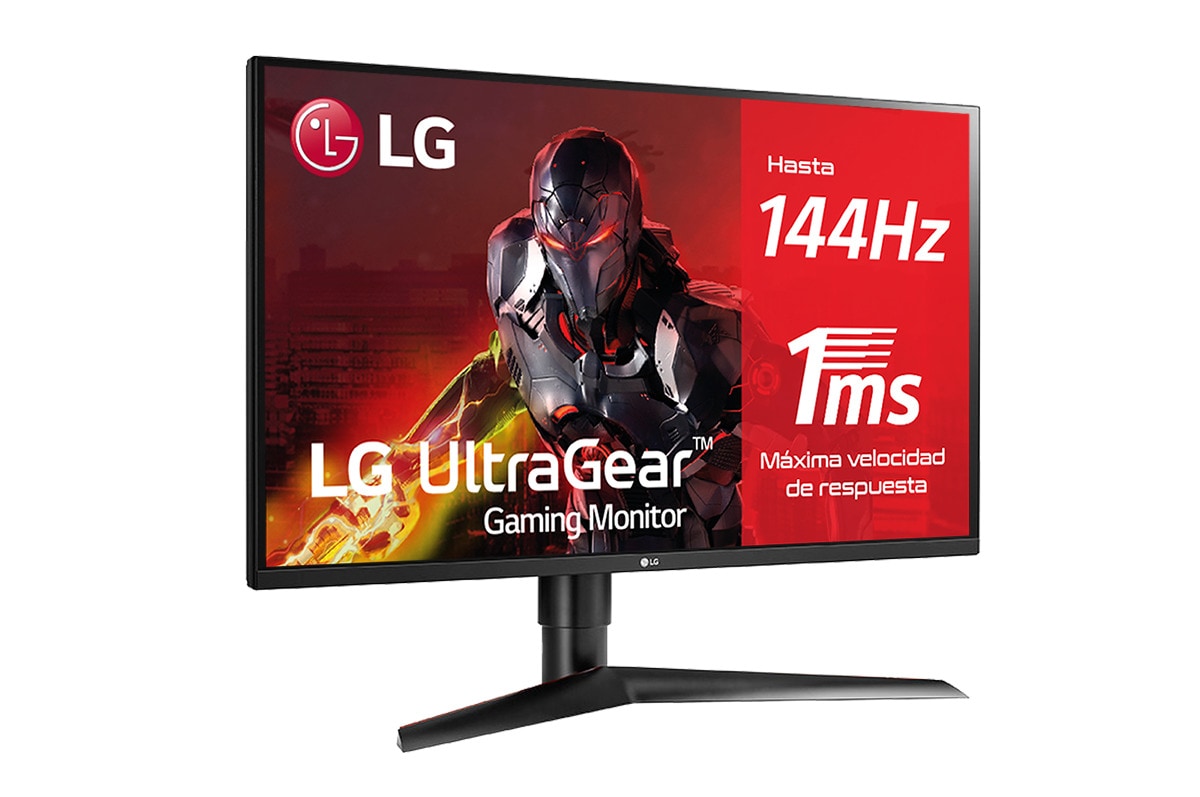 LG
Hasta
144Hz
1ms
Máxima velocidad
de respuesta
LG UltraGear™
Gaming Monitor
LG